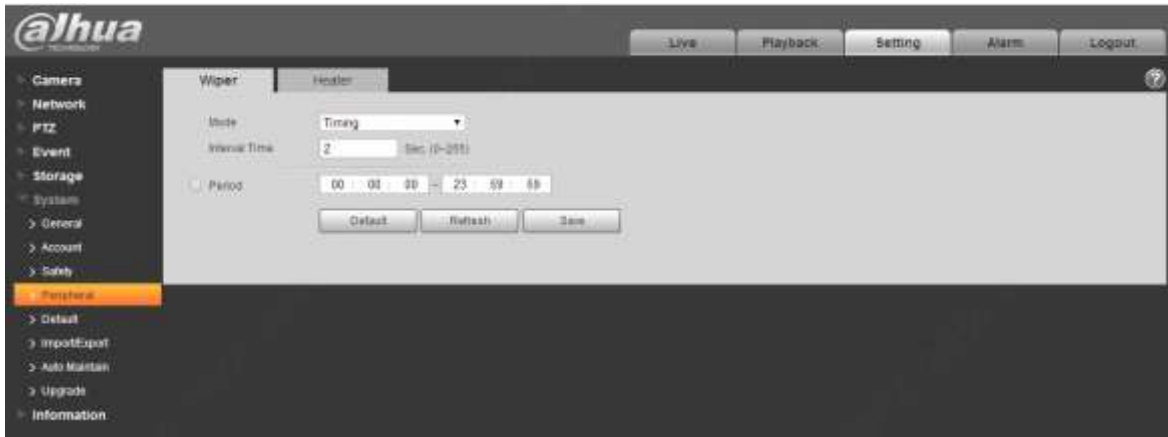 alhua
TECHNOLOGY
Live Playback Setting Alarm Logout
Camera
Network
PTZ
Event
Storage
System
General
Account
Safety
Peripheral
Default
Import/Export
Auto Maintain
Upgrade
Information
Wiper Heater
Mode Timing
Interval Time 2 Sec. (0~255)
Period 00 : 00 : 00 – 23 : 59 : 59
Default Refresh Save